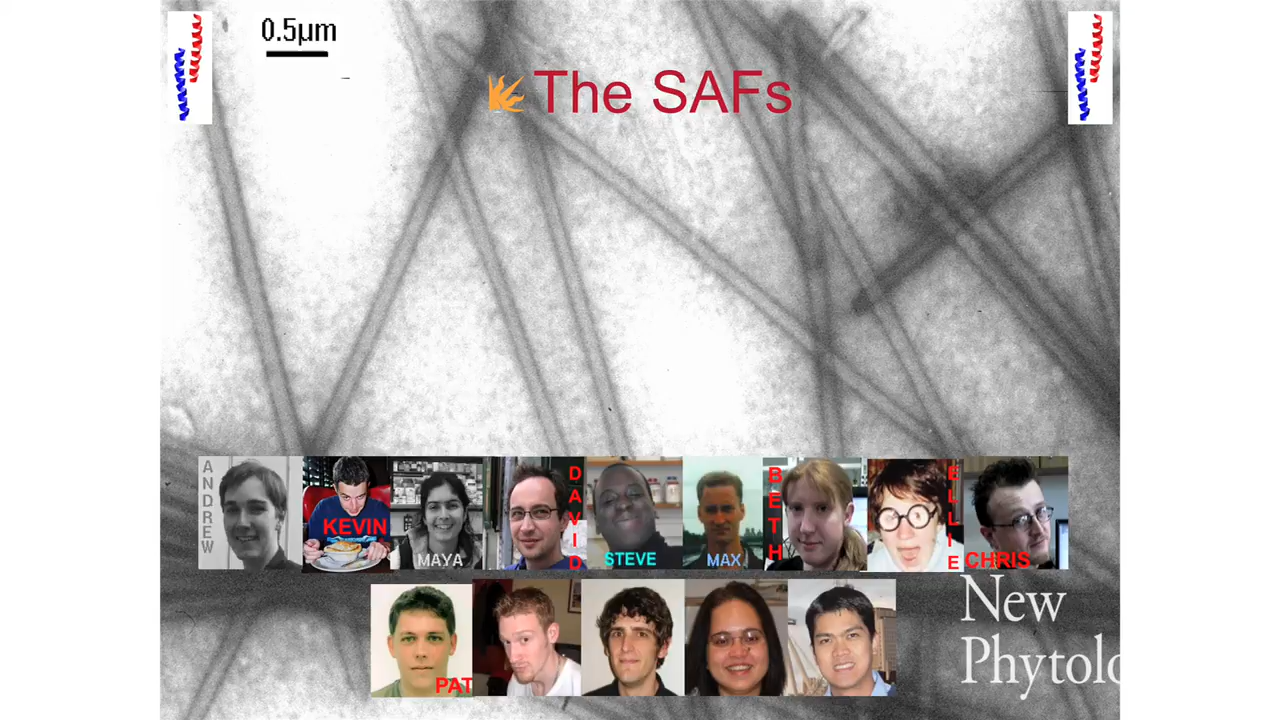 0.5µm
The SAFs
ANDREW
KEVIN
MAYA
DAVID
STEVE
MAX
BETH
ELLIE
CHRIS
PAT
New
Phytolo